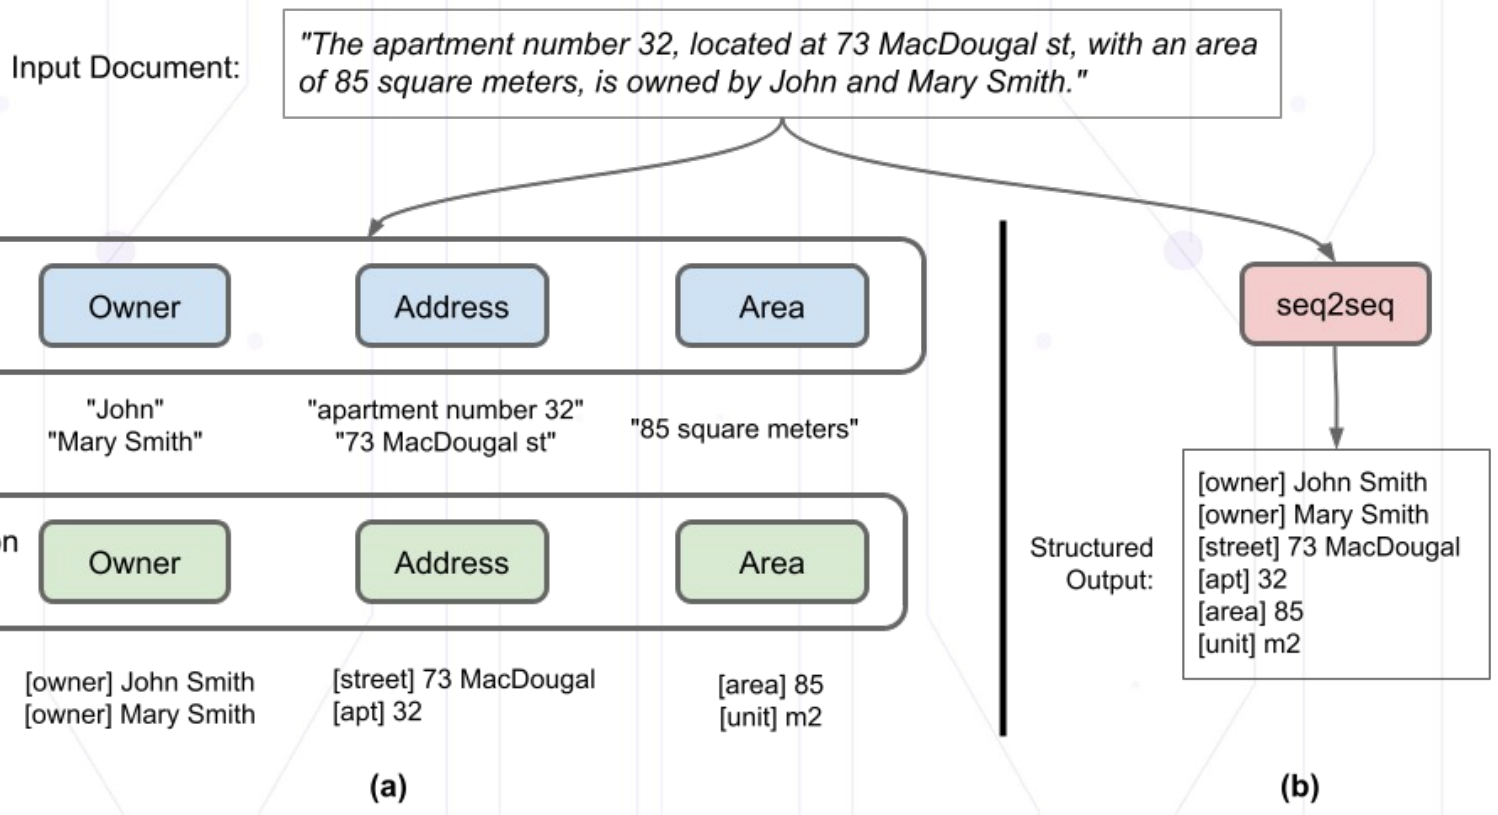 Input Document:
"The apartment number 32, located at 73 MacDougal st, with an area
of 85 square meters, is owned by John and Mary Smith."
Owner
Address
Area
seq2seq
"John"
"Mary Smith"
"apartment number 32"
"73 MacDougal st"
"85 square meters"
Owner
Address
Area
[owner] John Smith
[owner] Mary Smith
[street] 73 MacDougal
[apt] 32
[area] 85
[unit] m2
(a)
Structured
Output:
[owner] John Smith
[owner] Mary Smith
[street] 73 MacDougal
[apt] 32
[area] 85
[unit] m2
(b)